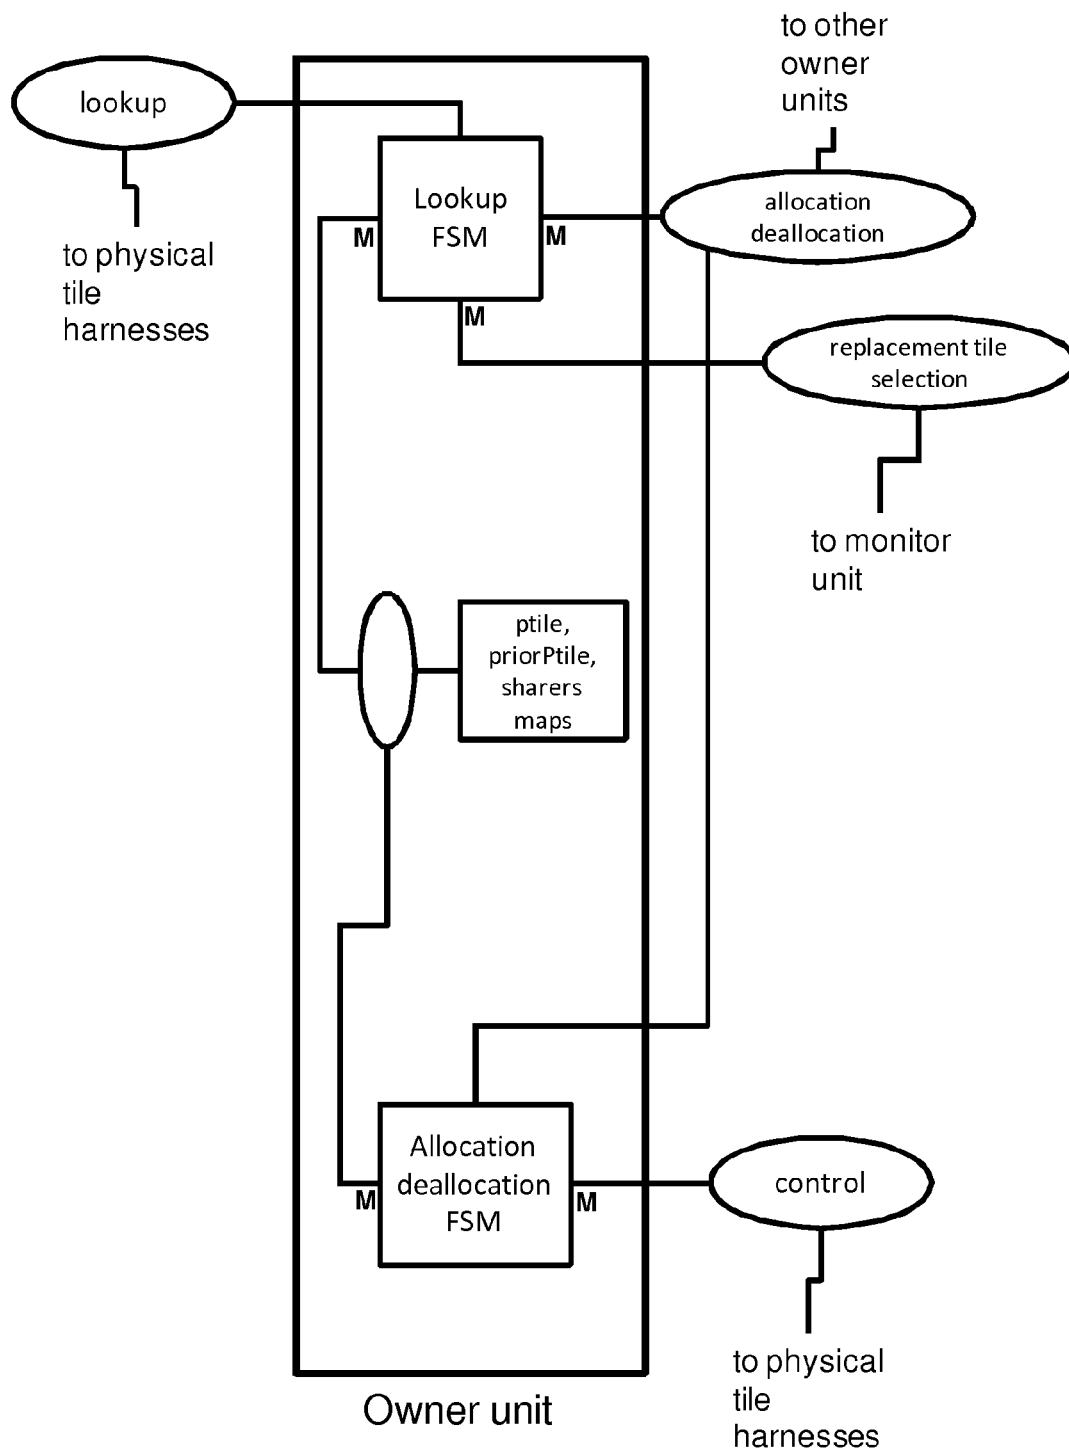 to other
owner
units
lookup
Lookup
FSM
M
M
M
allocation
deallocation
to physical
tile
harnesses
replacement tile
selection
to monitor
unit
ptile,
priorPtile,
sharers
maps
Allocation
deallocation
FSM
M
M
control
to physical
tile
harnesses
Owner unit